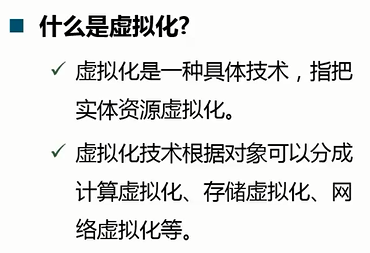 什么是虚拟化?
虚拟化是一种具体技术，指把
实体资源虚拟化。
虚拟化技术根据对象可以分成
计算虚拟化、存储虚拟化、网
络虚拟化等。